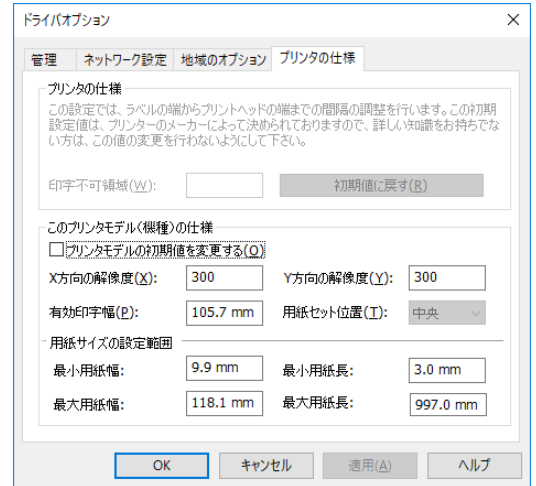 ドライバオプション
管理 ネットワーク設定 地域のオプション プリンタの仕様
プリンタの仕様
この設定では、ラベルの端からプリントヘッドの端までの間隔の調整を行います。この初期
設定値は、プリンターのメーカーによって決められておりますので、詳しい知識をお持ちでな
い方は、この値の変更を行わないようにして下さい。
印字不可領域(W): 初期値に戻す(R)
このプリンタモデル(機種)の仕様
プリンタモデルの初期値を変更する(O)
X方向の解像度(X): 300 Y方向の解像度(Y): 300
有効印字幅(P): 105.7 mm 用紙セット位置(T): 中央
用紙サイズの設定範囲
最小用紙幅: 9.9 mm 最小用紙長: 3.0 mm
最大用紙幅: 118.1 mm 最大用紙長: 997.0 mm
OK キャンセル 適用(A) ヘルプ